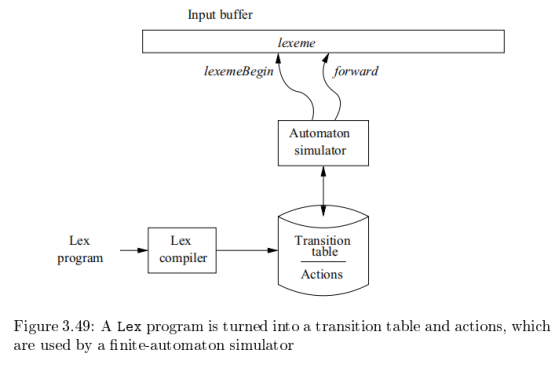 Input buffer
lexeme
lexemeBegin
forward
Automaton
simulator
Lex
program
Lex
compiler
Transition
table
Actions
Figure 3.49: A Lex program is turned into a transition table and actions, which
are used by a finite-automaton simulator